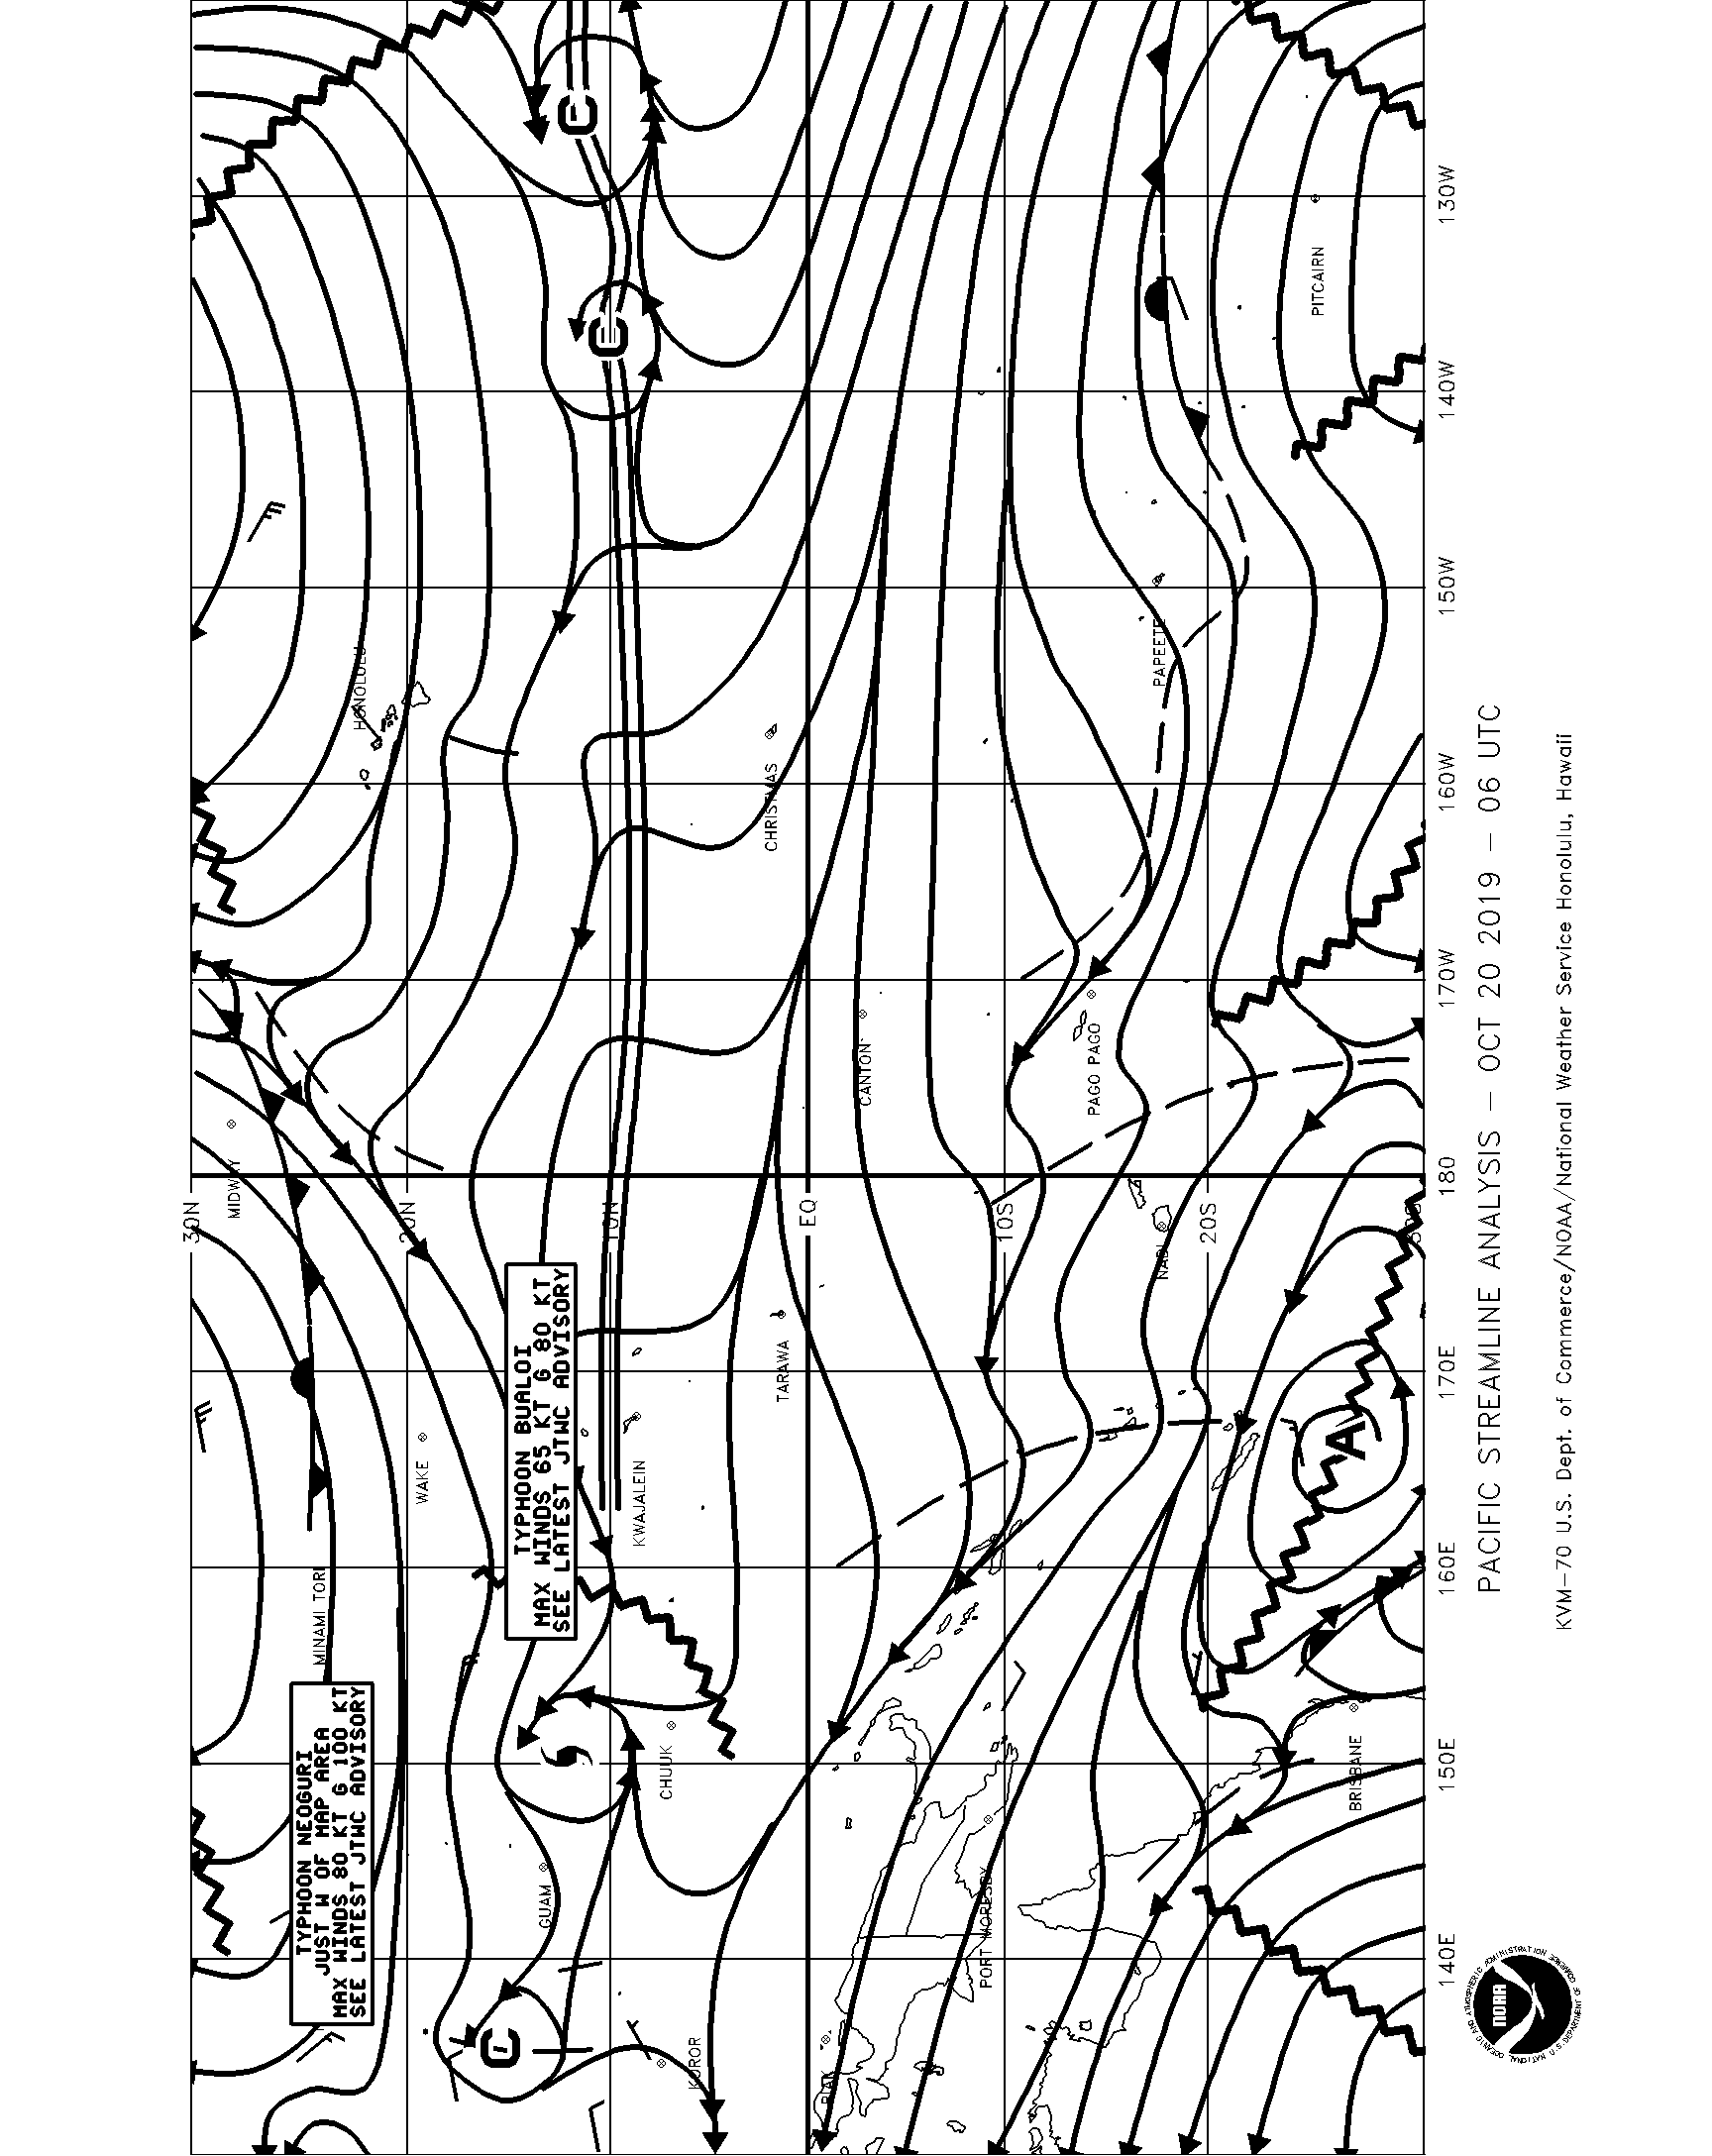 30N
20N
10N
EQ
10S
20S
30S
140E
150E
160E
170E
180
170W
160W
150W
140W
130W
HONOLULU
MIDWAY
WAKE
MINAMI TORI
GUAM
KWAJALEIN
CHUUK
KOROR
TARAWA
CHRISTMAS
CANTON
BIAK
PORT MORESBY
PAGO PAGO
NADI
PAPEETE
PITCAIRN
BRISBANE
TYPHOON NEOGURI
JUST W OF MAP AREA
MAX WINDS 80 KT G 100 KT
SEE LATEST JTWC ADVISORY
TYPHOON BUALOI
MAX WINDS 65 KT G 80 KT
SEE LATEST JTWC ADVISORY
C
C
C
A
PACIFIC STREAMLINE ANALYSIS – OCT 20 2019 – 06 UTC
KVM–70 U.S. Dept. of Commerce/NOAA/National Weather Service Honolulu, Hawaii
NOAA
NATIONAL OCEANIC AND ATMOSPHERIC ADMINISTRATION
U.S. DEPARTMENT OF COMMERCE